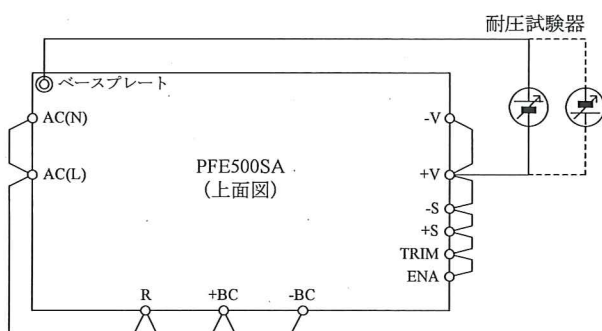 耐圧試験器
ベースプレート
AC(N)
-V
AC(L)
PFE500SA
+V
(上面図)
-S
+S
TRIM
ENA
R
+BC
-BC